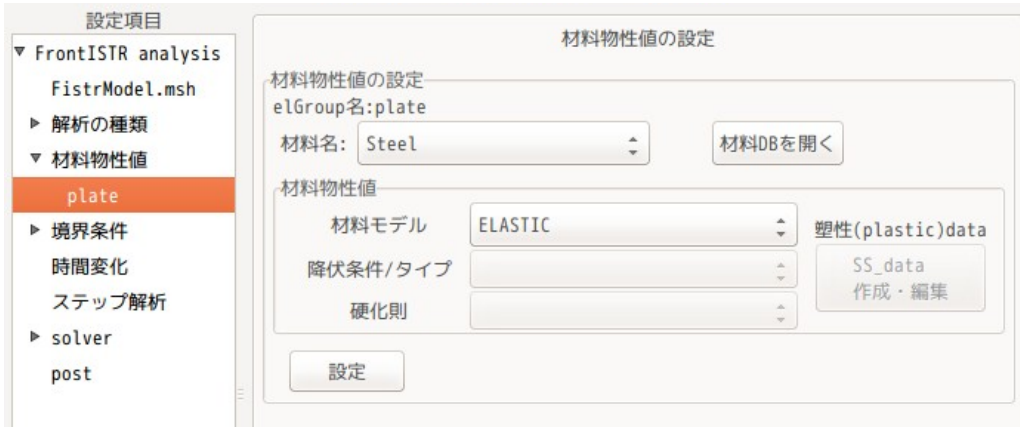 設定項目
FrontISTR analysis
FistrModel.msh
解析の種類
材料物性値
plate
境界条件
時間変化
ステップ解析
solver
post
材料物性値の設定
材料物性値の設定
elGroup名:plate
材料名: Steel 材料DBを開く
材料物性値
材料モデル ELASTIC
降伏条件/タイプ
硬化則
塑性(plastic)data
SS_data
作成・編集
設定